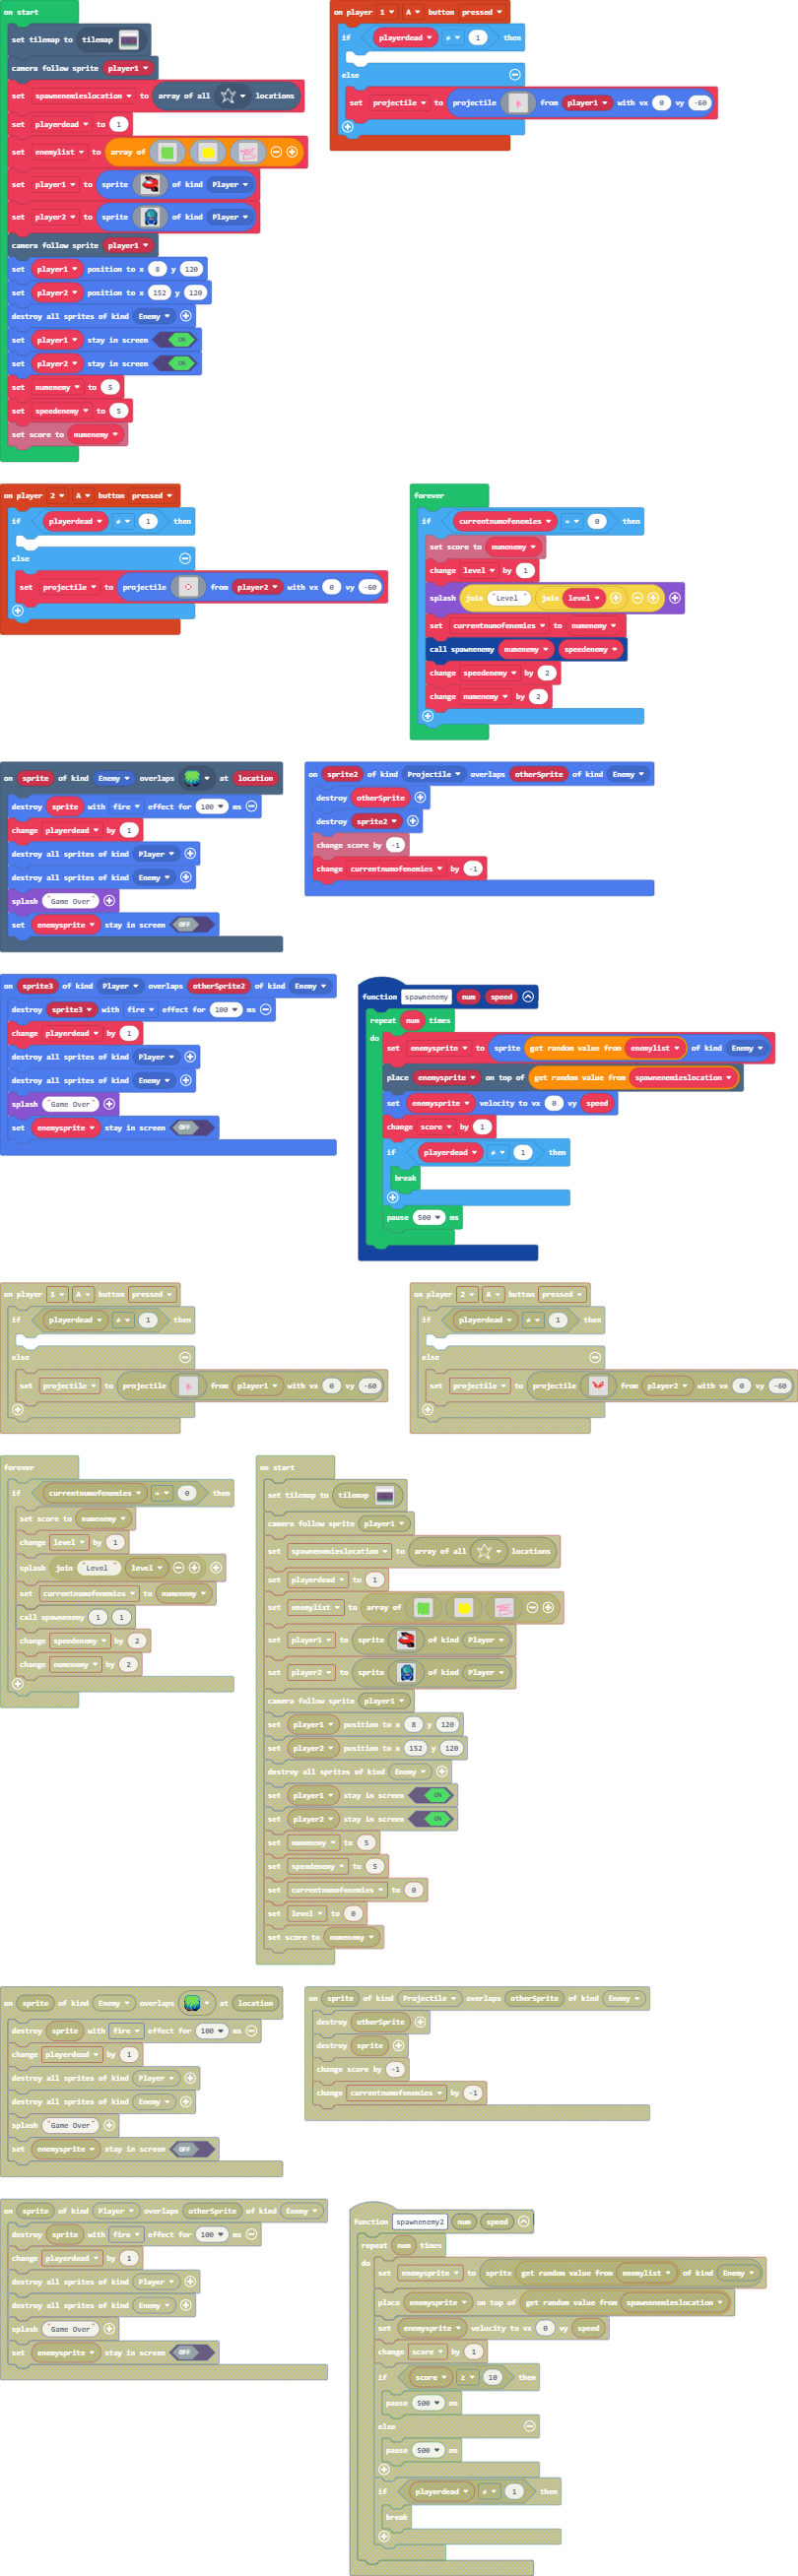 on start
set tilemap to tilemap
camera follow sprite player1
set spawnenemieslocation to array of all locations
set playerdead to 1
set enemylist to array of
set player1 to sprite of kind Player
set player2 to sprite of kind Player
camera follow sprite player1
set player1 position to x 8 y 120
set player2 position to x 152 y 120
destroy all sprites of kind Enemy
set player1 stay in screen ON
set player2 stay in screen ON
set numenemy to 5
set speedenemy to 5
set score to numenemy
on player 1 A button pressed
if playerdead ≠ 1 then
else
set projectile to projectile from player1 with vx 0 vy -60
on player 2 A button pressed
if playerdead ≠ 1 then
else
set projectile to projectile from player2 with vx 0 vy -60
forever
if currentnumofenemies = 0 then
set score to numenemy
change level by 1
splash join "Level " join level
set currentnumofenemies to numenemy
call spawnenemy numenemy speedenemy
change speedenemy by 2
change numenemy by 2
on sprite of kind Enemy overlaps at location
destroy sprite with fire effect for 100 ms
change playerdead by 1
destroy all sprites of kind Player
destroy all sprites of kind Enemy
splash "Game Over"
set enemysprite stay in screen OFF
on sprite2 of kind Projectile overlaps otherSprite of kind Enemy
destroy otherSprite
destroy sprite2
change score by -1
change currentnumofenemies by -1
on sprite3 of kind Player overlaps otherSprite2 of kind Enemy
destroy sprite3 with fire effect for 100 ms
change playerdead by 1
destroy all sprites of kind Player
destroy all sprites of kind Enemy
splash "Game Over"
set enemysprite stay in screen OFF
function spawnenemy num speed
repeat num times
do
set enemysprite to sprite get random value from enemylist of kind Enemy
place enemysprite on top of get random value from spawnenemieslocation
set enemysprite velocity to vx 0 vy speed
change score by 1
if playerdead ≠ 1 then
break
pause 500 ms
on player 1 A button pressed
if playerdead ≠ 1 then
else
set projectile to projectile from player1 with vx 0 vy -60
on player 2 A button pressed
if playerdead ≠ 1 then
else
set projectile to projectile from player2 with vx 0 vy -60
forever
if currentnumofenemies = 0 then
set score to numenemy
change level by 1
splash join "Level " level
set currentnumofenemies to numenemy
call spawnenemy 1 1
change speedenemy by 2
change numenemy by 2
on start
set tilemap to tilemap
camera follow sprite player1
set spawnenemieslocation to array of all locations
set playerdead to 1
set enemylist to array of
set player1 to sprite of kind Player
set player2 to sprite of kind Player
camera follow sprite player1
set player1 position to x 8 y 120
set player2 position to x 152 y 120
destroy all sprites of kind Enemy
set player1 stay in screen ON
set player2 stay in screen ON
set numenemy to 5
set speedenemy to 5
set currentnumofenemies to 0
set level to 0
set score to numenemy
on sprite of kind Enemy overlaps at location
destroy sprite with fire effect for 100 ms
change playerdead by 1
destroy all sprites of kind Player
destroy all sprites of kind Enemy
splash "Game Over"
set enemysprite stay in screen OFF
on sprite of kind Projectile overlaps otherSprite of kind Enemy
destroy otherSprite
destroy sprite
change score by -1
change currentnumofenemies by -1
on sprite of kind Player overlaps otherSprite of kind Enemy
destroy sprite with fire effect for 100 ms
change playerdead by 1
destroy all sprites of kind Player
destroy all sprites of kind Enemy
splash "Game Over"
set enemysprite stay in screen OFF
function spawnenemy2 num speed
repeat num times
do
set enemysprite to sprite get random value from enemylist of kind Enemy
place enemysprite on top of get random value from spawnenemieslocation
set enemysprite velocity to vx 0 vy speed
change score by 1
if score ≥ 10 then
pause 500 ms
else
pause 500 ms
if playerdead ≠ 1 then
break